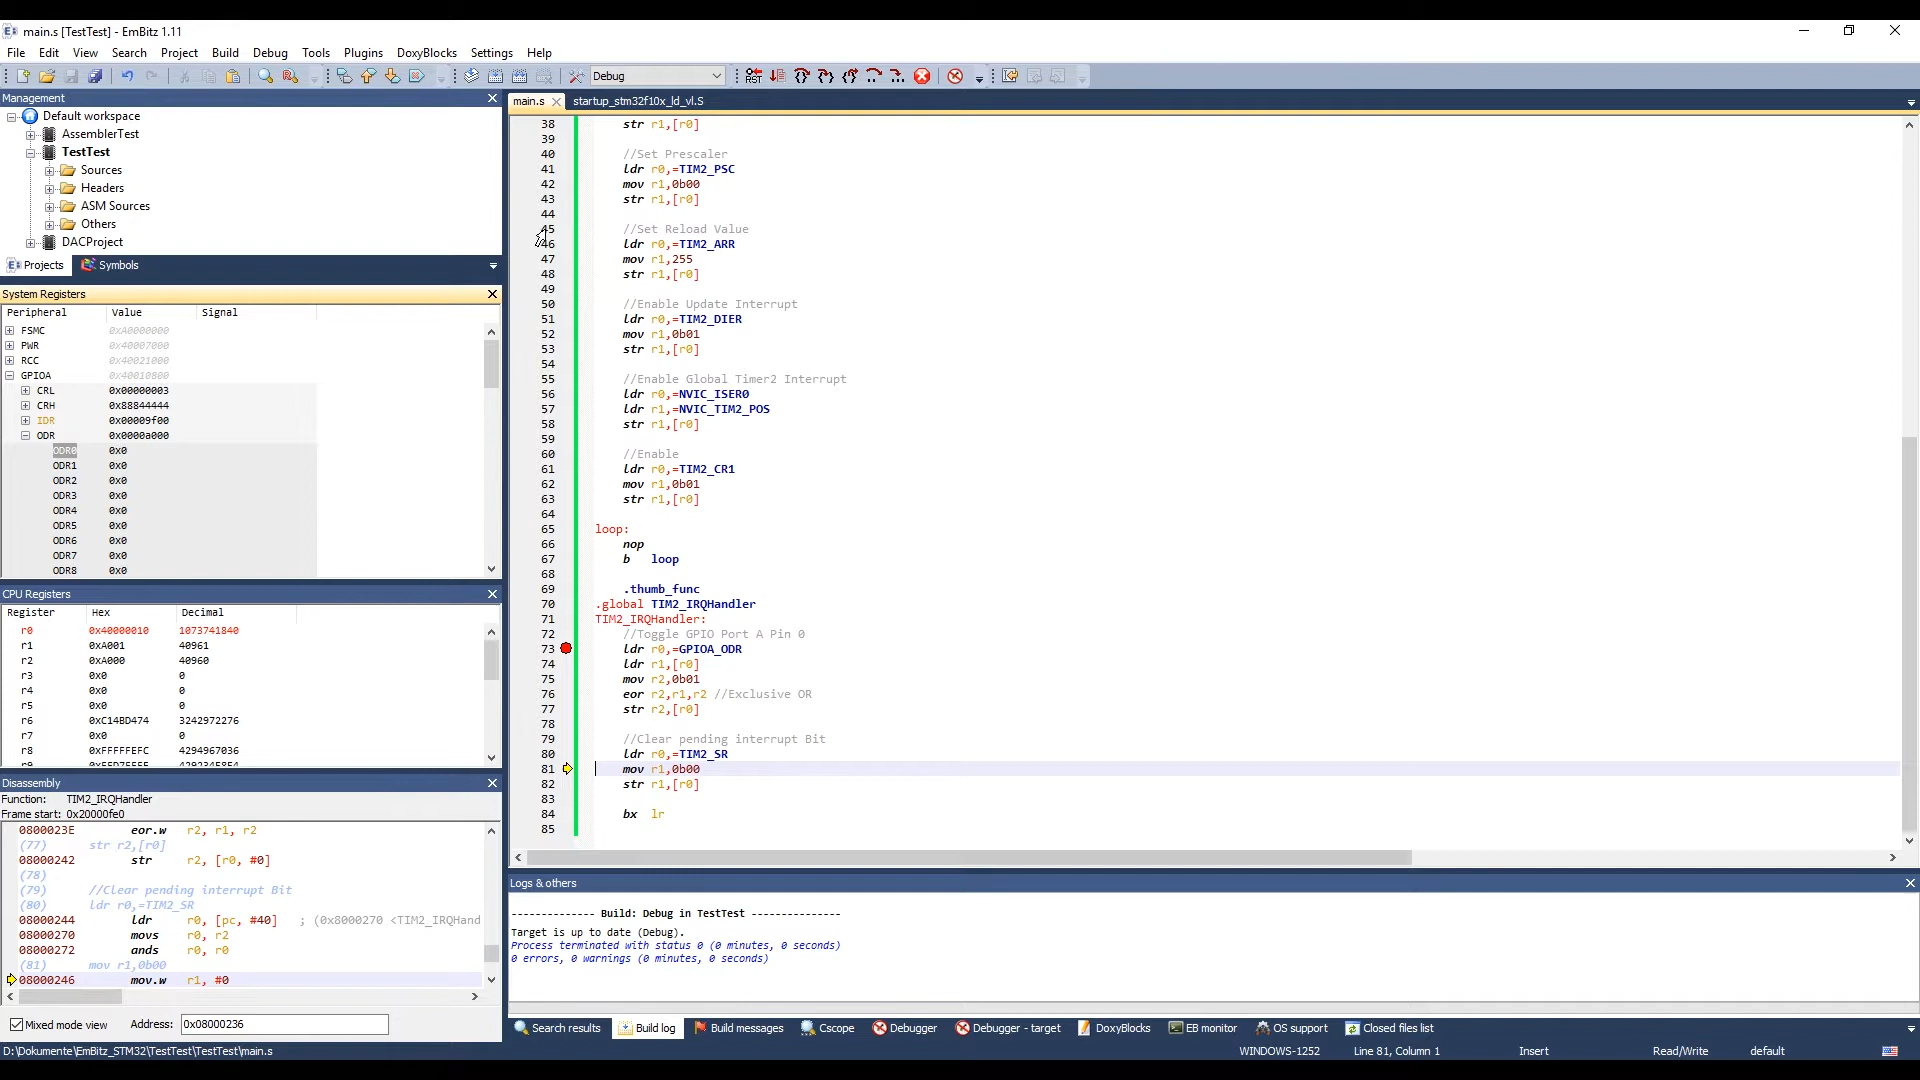 main.s [TestTest] - EmBitz 1.11
File Edit View Search Project Build Debug Tools Plugins DoxyBlocks Settings Help
Debug
Management
Default workspace
AssemblerTest
TestTest
Sources
Headers
ASM Sources
Others
DACProject
Projects Symbols
System Registers
Peripheral Value Signal
FSMC 0xA0000000
PWR 0x40007000
RCC 0x40021000
GPIOA 0x40010800
CRL 0x00000003
CRH 0x88844444
IDR 0x00009f00
ODR 0x0000a000
ODR0 0x0
ODR1 0x0
ODR2 0x0
ODR3 0x0
ODR4 0x0
ODR5 0x0
ODR6 0x0
ODR7 0x0
ODR8 0x0
CPU Registers
Register Hex Decimal
r0 0x40000010 1073741840
r1 0xA001 40961
r2 0xA000 40960
r3 0x0 0
r4 0x0 0
r5 0x0 0
r6 0xC14BD474 3242972276
r7 0x0 0
r8 0xFFFFFEFC 4294967036
Disassembly
Function: TIM2_IRQHandler
Frame start: 0x20000fe0
0800023E eor.w r2, r1, r2
(77) str r2,[r0]
08000242 str r2, [r0, #0]
(78)
(79) //Clear pending interrupt Bit
(80) ldr r0,=TIM2_SR
08000244 ldr r0, [pc, #40] ; (0x8000270 <TIM2_IRQHand
08000270 movs r0, r2
08000272 ands r0, r0
(81) mov r1,0b00
08000246 mov.w r1, #0
Mixed mode view Address: 0x08000236
main.s startup_stm32f10x_ld_vl.S
38 str r1,[r0]
39
40 //Set Prescaler
41 ldr r0,=TIM2_PSC
42 mov r1,0b00
43 str r1,[r0]
44
45 //Set Reload Value
46 ldr r0,=TIM2_ARR
47 mov r1,255
48 str r1,[r0]
49
50 //Enable Update Interrupt
51 ldr r0,=TIM2_DIER
52 mov r1,0b01
53 str r1,[r0]
54
55 //Enable Global Timer2 Interrupt
56 ldr r0,=NVIC_ISER0
57 ldr r1,=NVIC_TIM2_POS
58 str r1,[r0]
59
60 //Enable
61 ldr r0,=TIM2_CR1
62 mov r1,0b01
63 str r1,[r0]
64
65 loop:
66 nop
67 b loop
68
69 .thumb_func
70 .global TIM2_IRQHandler
71 TIM2_IRQHandler:
72 //Toggle GPIO Port A Pin 0
73 ldr r0,=GPIOA_ODR
74 ldr r1,[r0]
75 mov r2,0b01
76 eor r2,r1,r2 //Exclusive OR
77 str r2,[r0]
78
79 //Clear pending interrupt Bit
80 ldr r0,=TIM2_SR
81 mov r1,0b00
82 str r1,[r0]
83
84 bx lr
85
Logs & others
-------------- Build: Debug in TestTest ---------------
Target is up to date (Debug).
Process terminated with status 0 (0 minutes, 0 seconds)
0 errors, 0 warnings (0 minutes, 0 seconds)
Search results Build log Build messages Cscope Debugger Debugger - target DoxyBlocks EB monitor OS support Closed files list
D:\Dokumente\EmBitz_STM32\TestTest\TestTest\main.s WINDOWS-1252 Line 81, Column 1 Insert Read/Write default